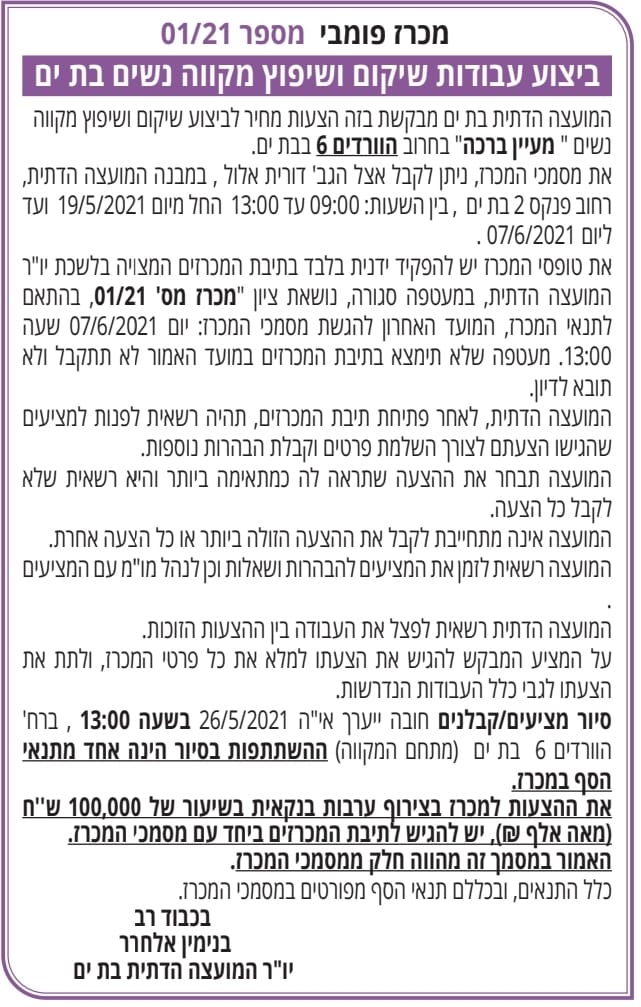 מכרז פומבי מספר 01/21
ביצוע עבודות שיקום ושיפוץ מקווה נשים בת ים
המועצה הדתית בת ים מבקשת בזה הצעות מחיר לביצוע שיקום ושיפוץ מקווה
נשים " מעיין ברכה" בחרוב הוורדים 6 בבת ים.
את מסמכי המכרז, ניתן לקבל אצל הגב' דורית אלול , במבנה המועצה הדתית,
רחוב פנקס 2 בת ים , בין השעות: 09:00 עד 13:00 החל מיום 19/5/2021 ועד
ליום 07/6/2021 .
את טופסי המכרז יש להפקיד ידנית בלבד בתיבת המכרזים המצויה בלשכת יו"ר
המועצה הדתית, במעטפה סגורה, נושאת ציון "מכרז מס' 01/21, בהתאם
לתנאי המכרז, המועד האחרון להגשת מסמכי המכרז: יום 07/6/2021 שעה
13:00. מעטפה שלא תימצא בתיבת המכרזים במועד האמור לא תתקבל ולא
תובא לדיון.
המועצה הדתית, לאחר פתיחת תיבת המכרזים, תהיה רשאית לפנות למציעים
שהגישו הצעתם לצורך השלמת פרטים וקבלת הבהרות נוספות.
המועצה תבחר את ההצעה שתראה לה כמתאימה ביותר והיא רשאית שלא
לקבל כל הצעה.
המועצה אינה מתחייבת לקבל את ההצעה הזולה ביותר או כל הצעה אחרת.
המועצה רשאית לזמן את המציעים להבהרות ושאלות וכן לנהל מו"מ עם המציעים
.
המועצה הדתית רשאית לפצל את העבודה בין ההצעות הזוכות.
על המציע המבקש להגיש את הצעתו למלא את כל פרטי המכרז, ולתת את
הצעתו לגבי כלל העבודות הנדרשות.
סיור מציעים/קבלנים חובה ייערך אי"ה 26/5/2021 בשעה 13:00 , ברח'
הוורדים 6 בת ים (מתחם המקווה) ההשתתפות בסיור הינה אחד מתנאי
הסף במכרז.
את ההצעות למכרז בצירוף ערבות בנקאית בשיעור של 100,000 ש''ח
(מאה אלף ₪), יש להגיש לתיבת המכרזים ביחד עם מסמכי המכרז.
האמור במסמך זה מהווה חלק ממסמכי המכרז.
כלל התנאים, ובכללם תנאי הסף מפורטים במסמכי המכרז.
בכבוד רב
בנימין אלחרר
יו"ר המועצה הדתית בת ים